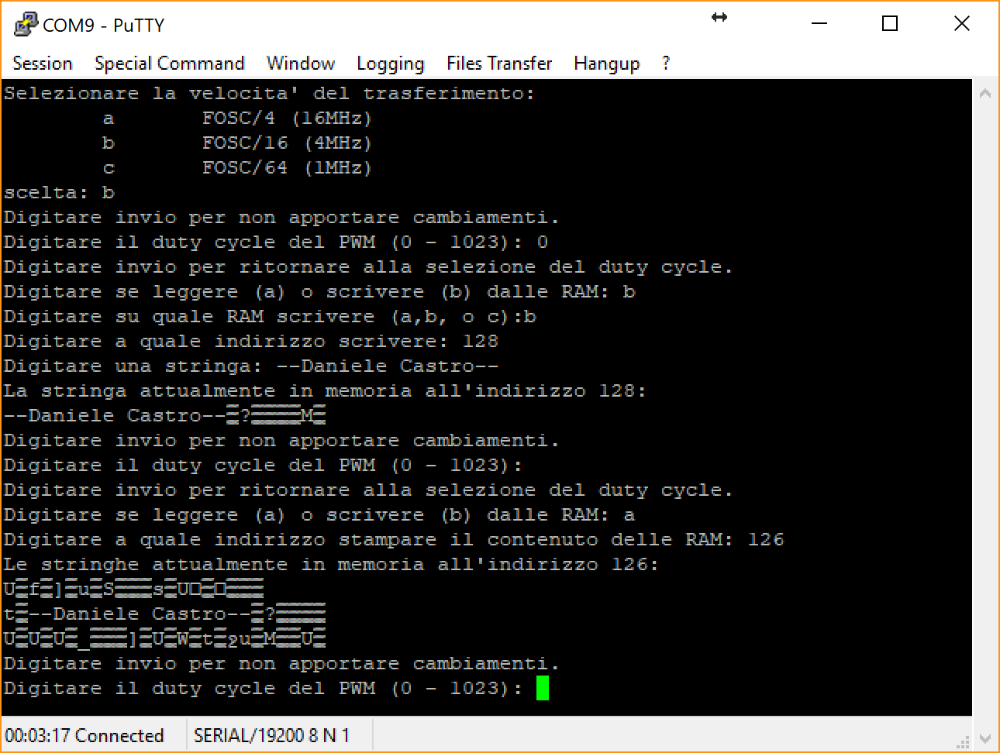 COM9 - PuTTY
Session Special Command Window Logging Files Transfer Hangup ?
Selezionare la velocita' del trasferimento:
a FOSC/4 (16MHz)
b FOSC/16 (4MHz)
c FOSC/64 (1MHz)
scelta: b
Digitare invio per non apportare cambiamenti.
Digitare il duty cycle del PWM (0 - 1023): 0
Digitare invio per ritornare alla selezione del duty cycle.
Digitare se leggere (a) o scrivere (b) dalle RAM: b
Digitare su quale RAM scrivere (a,b, o c):b
Digitare a quale indirizzo scrivere: 128
Digitare una stringa: --Daniele Castro--
La stringa attualmente in memoria all'indirizzo 128:
--Daniele Castro--▒?▒▒▒▒M▒
Digitare invio per non apportare cambiamenti.
Digitare il duty cycle del PWM (0 - 1023):
Digitare invio per ritornare alla selezione del duty cycle.
Digitare se leggere (a) o scrivere (b) dalle RAM: a
Digitare a quale indirizzo stampare il contenuto delle RAM: 126
Le stringhe attualmente in memoria all'indirizzo 126:
U▒f▒]▒u▒S▒▒▒s▒U□▒□▒▒▒
t▒--Daniele Castro--▒?▒▒▒▒
U▒U▒U▒_▒▒▒]▒U▒W▒t▒ջu▒M▒▒U▒
Digitare invio per non apportare cambiamenti.
Digitare il duty cycle del PWM (0 - 1023):
00:03:17 Connected SERIAL/19200 8 N 1